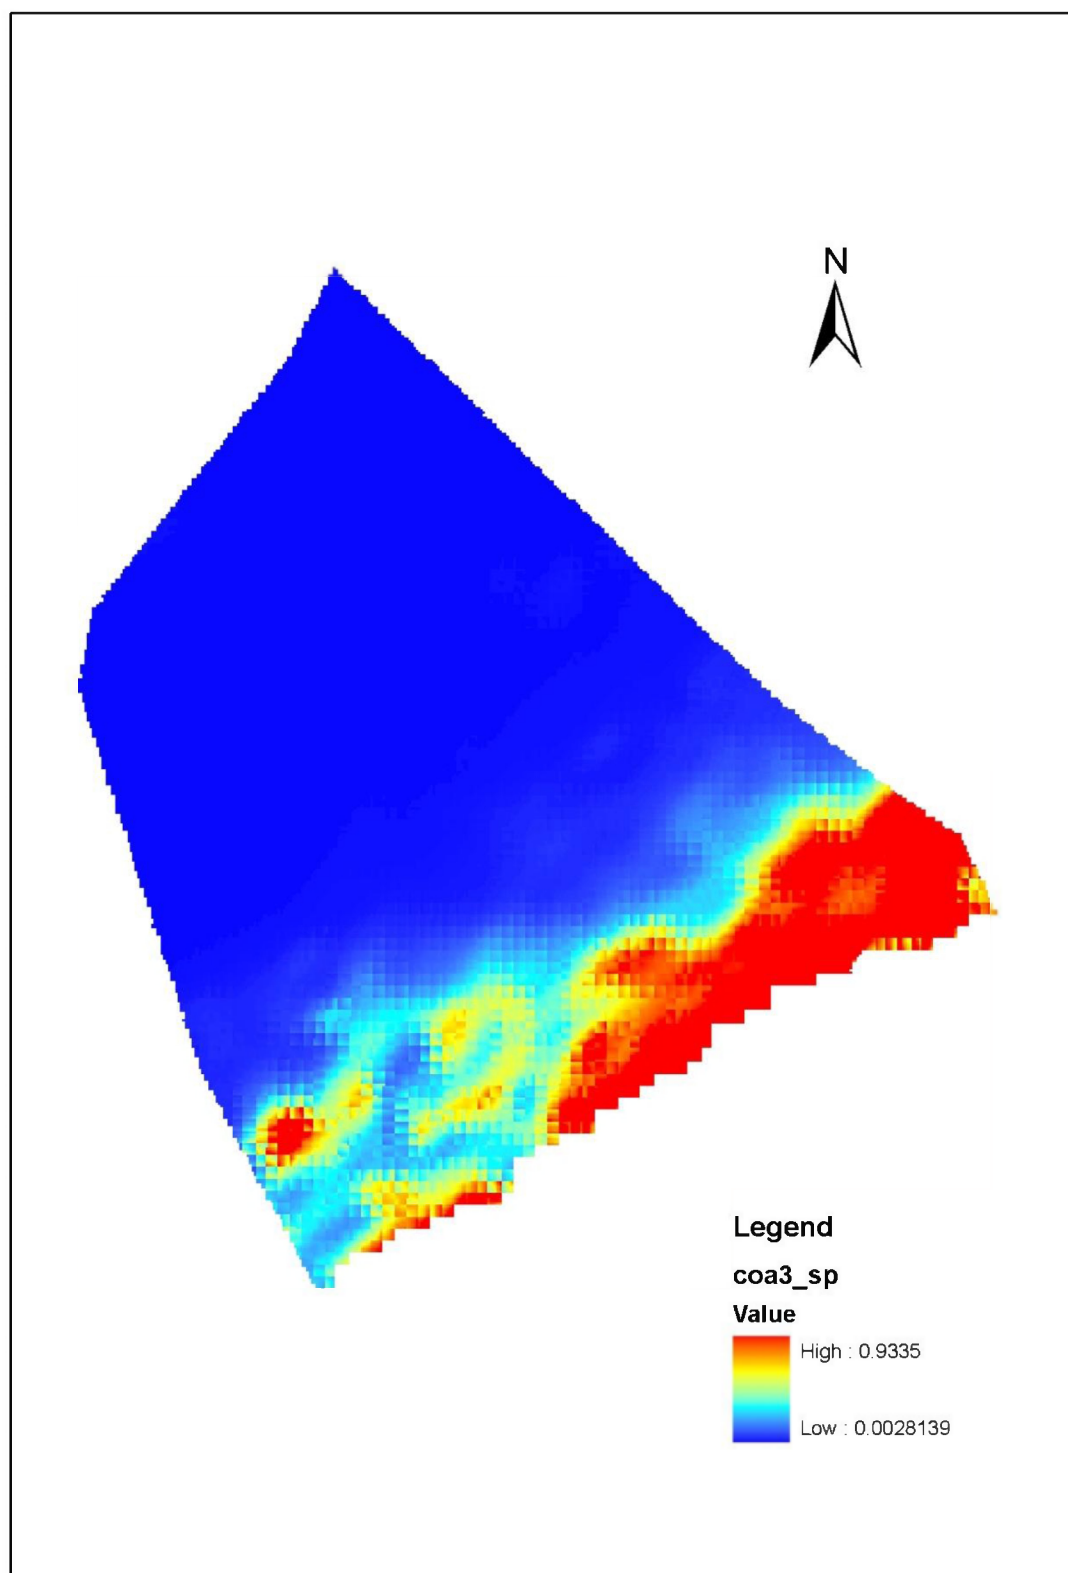 N
Legend
coa3_sp
Value
High : 0.9335
Low : 0.0028139